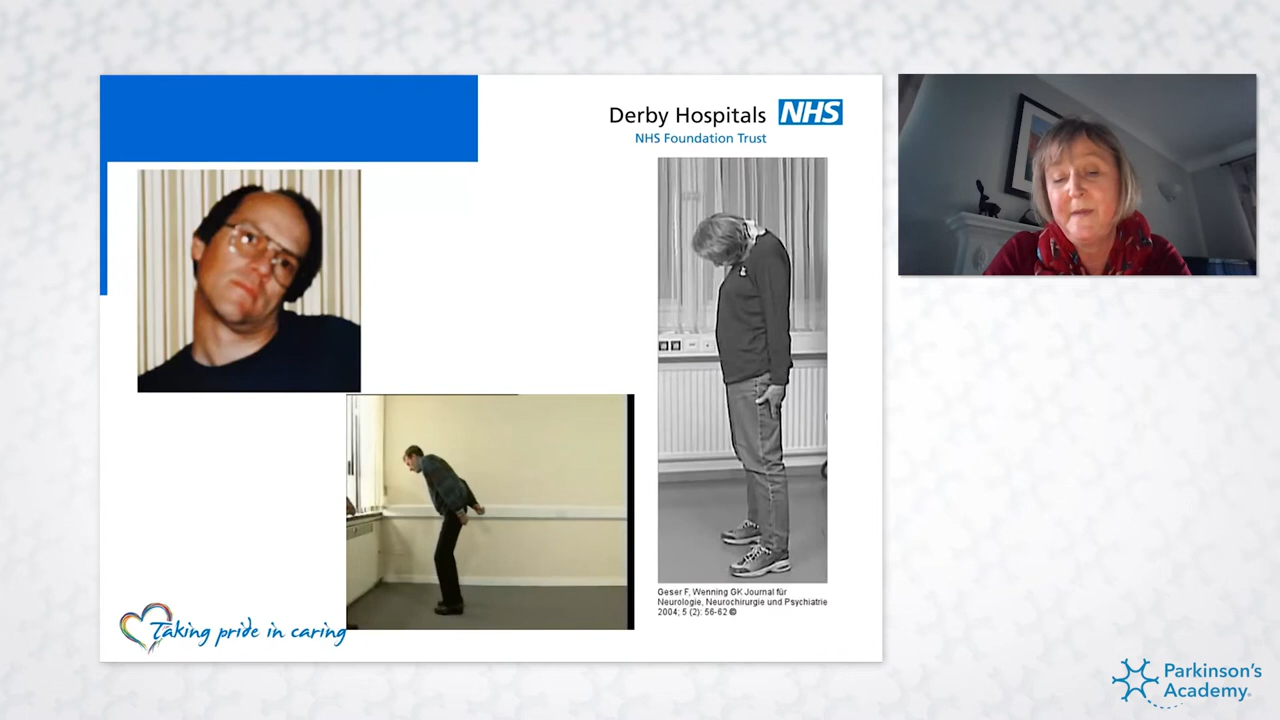 Derby Hospitals NHS
NHS Foundation Trust
Geser F, Wenning GK Journal für
Neurologie, Neurochirurgie und Psychiatrie
2004; 5 (2): 56-62 ©
Taking pride in caring
Parkinson's
Academy